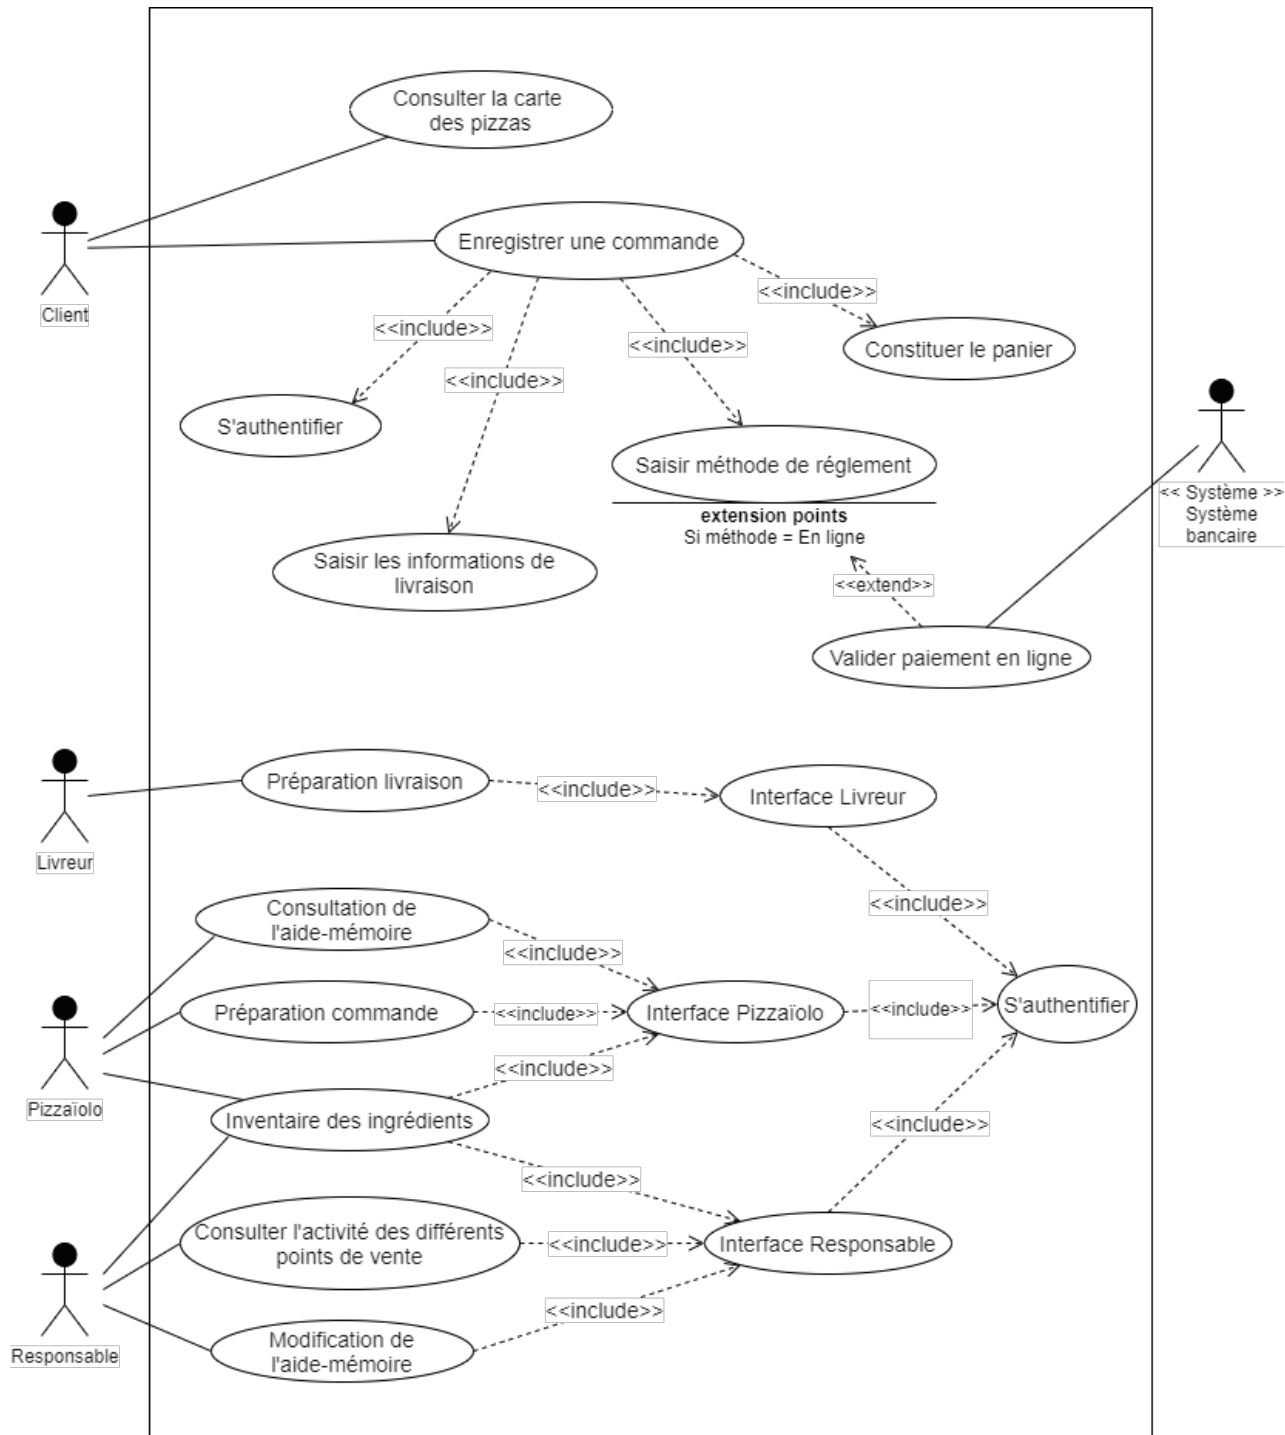 Consulter la carte
des pizzas
Enregistrer une commande
Client
<<include>>
<<include>>
<<include>>
<<include>>
Constituer le panier
S'authentifier
Saisir méthode de réglement
extension points
Si méthode = En ligne
<< Système >>
Système
bancaire
Saisir les informations de
livraison
<<extend>>
Valider paiement en ligne
Préparation livraison
<<include>>
Interface Livreur
Livreur
<<include>>
Consultation de
l'aide-mémoire
<<include>>
Préparation commande
<<include>>
Interface Pizzaïolo
<<include>>
S'authentifier
<<include>>
Pizzaïolo
Inventaire des ingrédients
<<include>>
<<include>>
Consulter l'activité des différents
points de vente
<<include>>
Interface Responsable
<<include>>
Modification de
l'aide-mémoire
Responsable